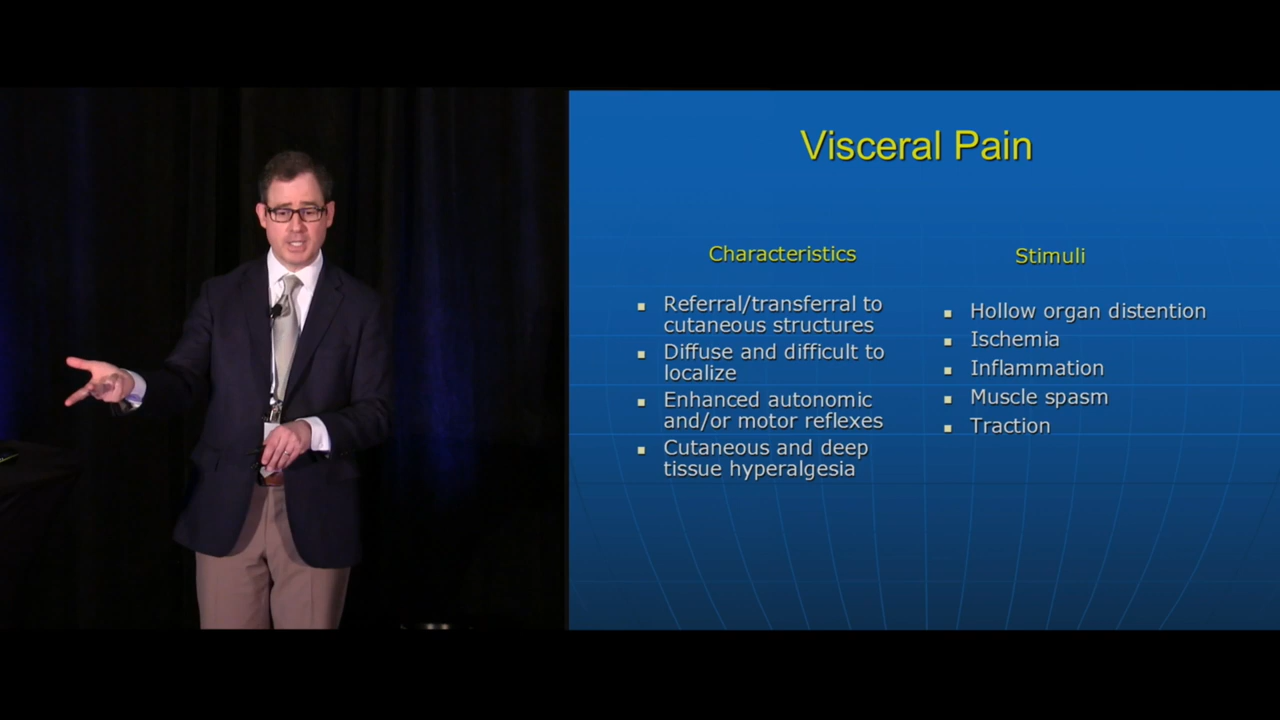 Visceral Pain
Characteristics
Referral/transferral to
cutaneous structures
Diffuse and difficult to
localize
Enhanced autonomic
and/or motor reflexes
Cutaneous and deep
tissue hyperalgesia
Stimuli
Hollow organ distention
Ischemia
Inflammation
Muscle spasm
Traction